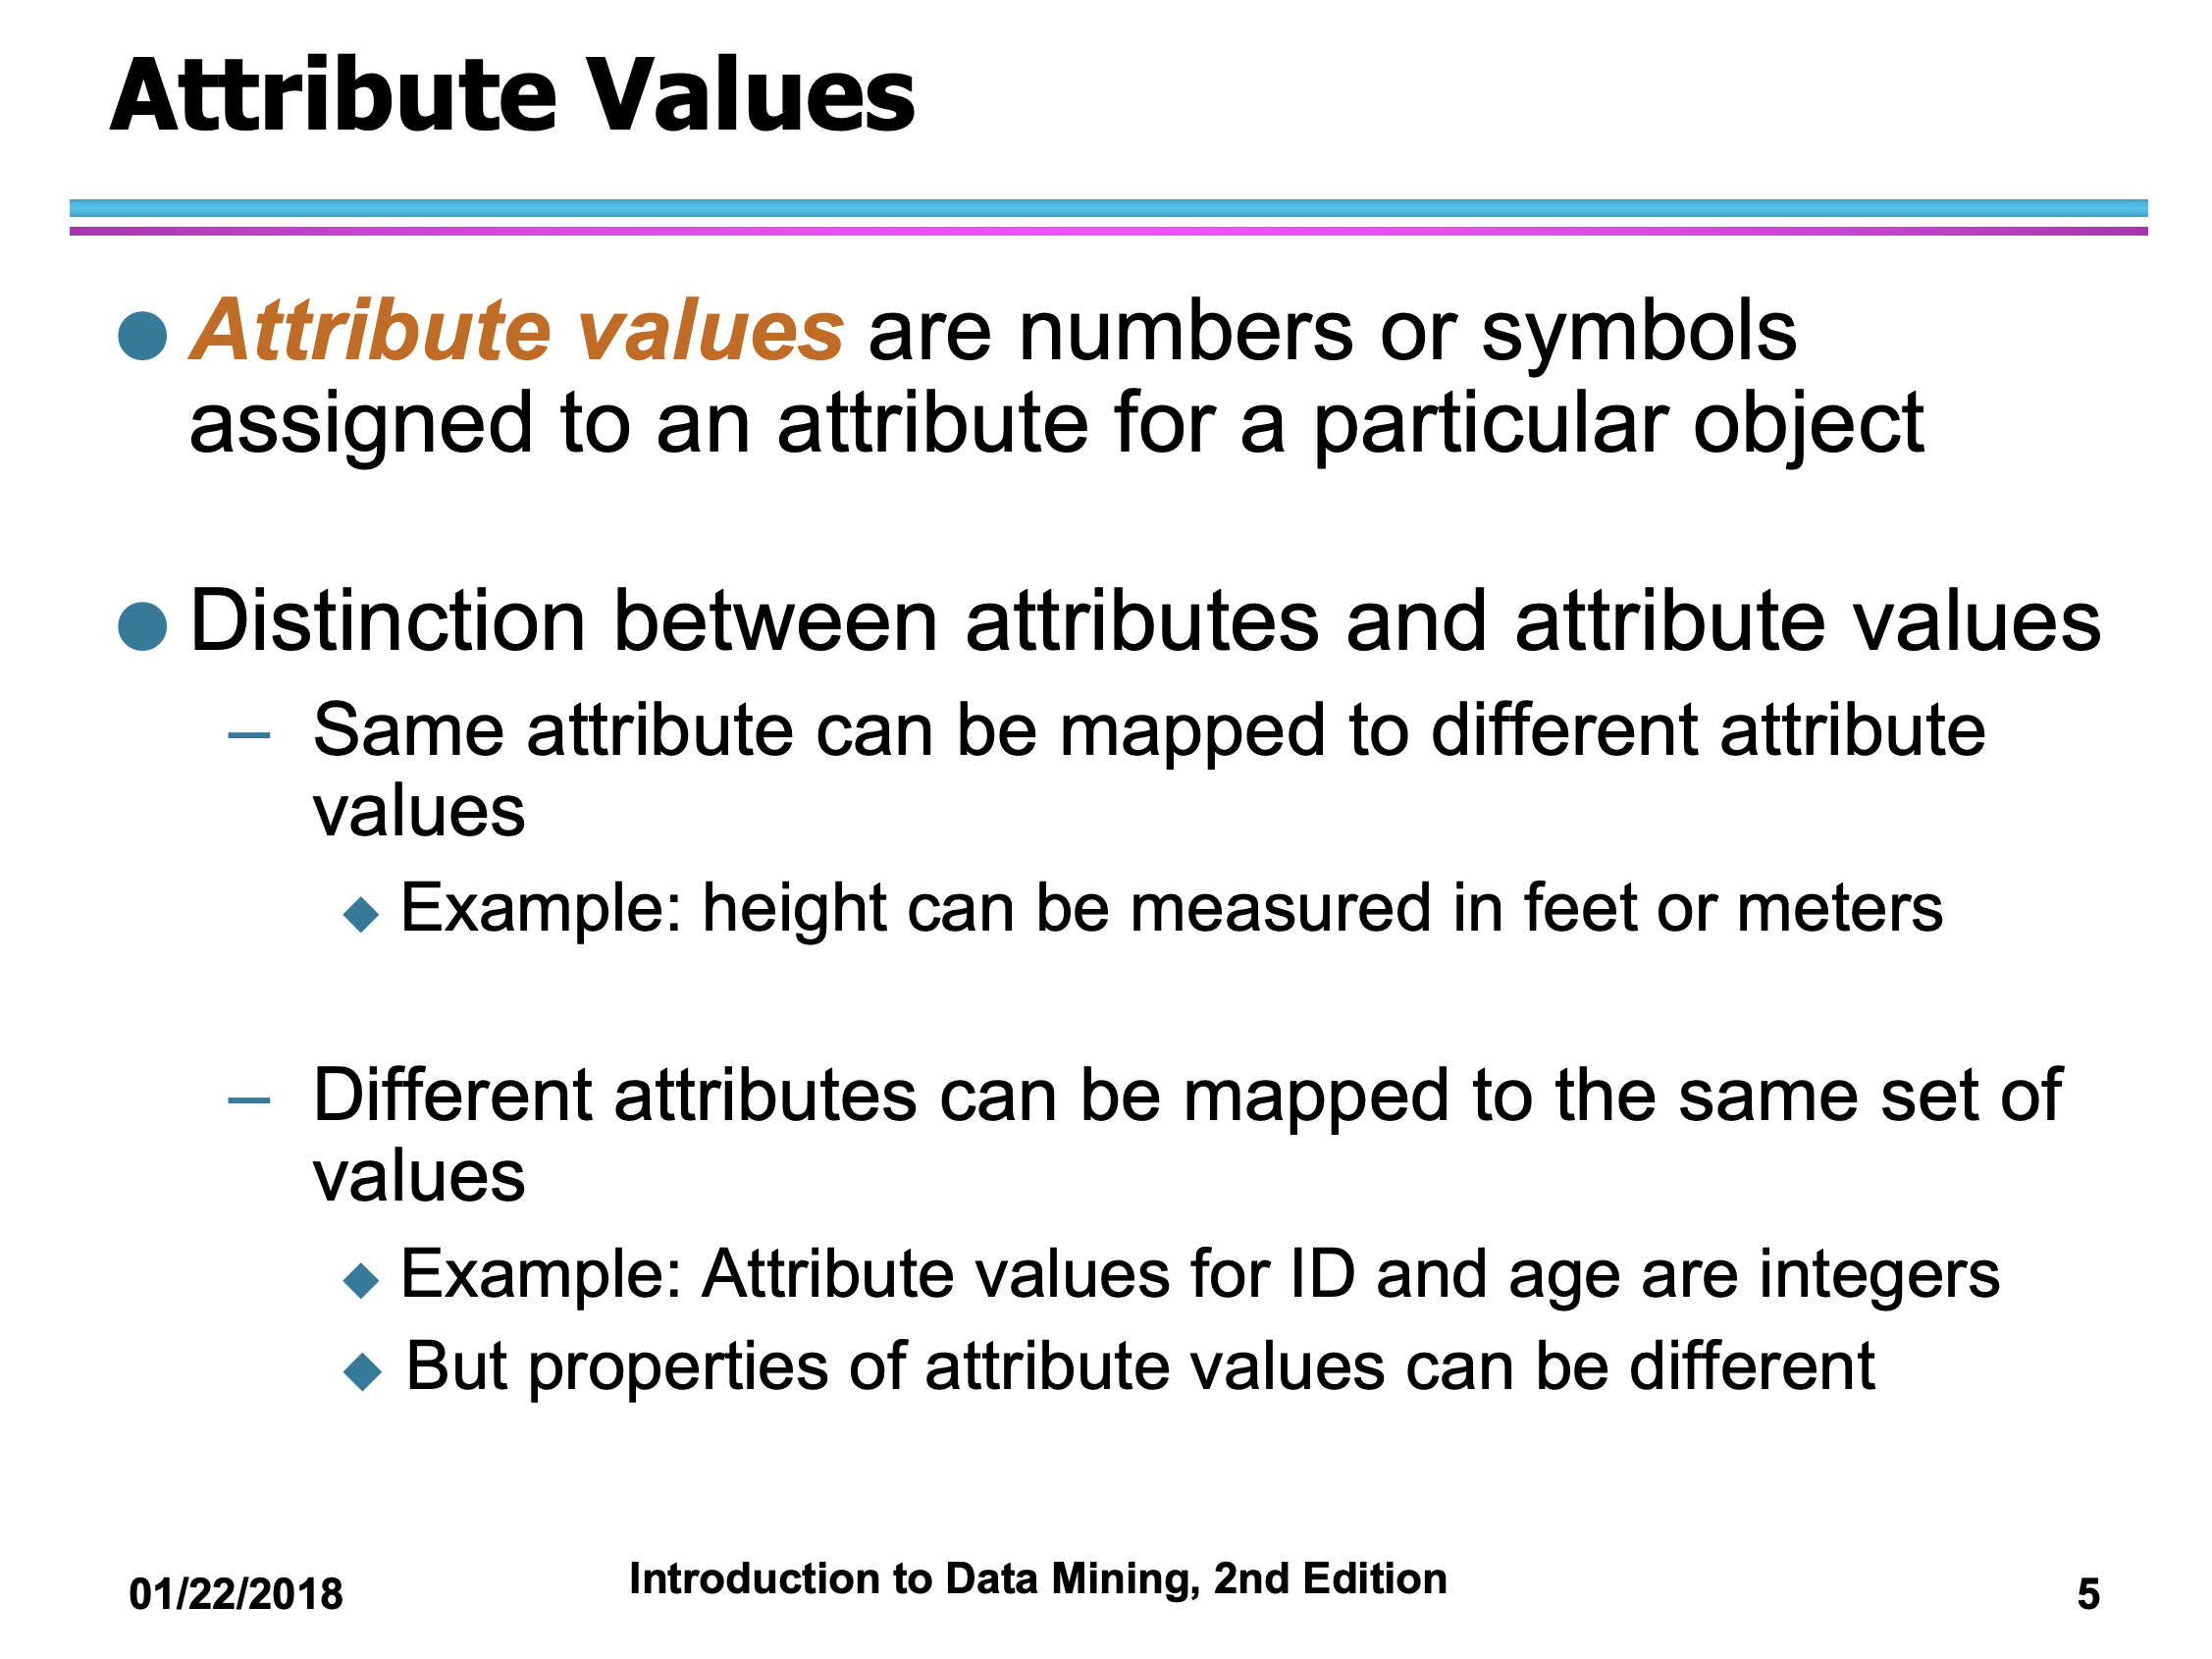 Attribute Values
Attribute values are numbers or symbols
assigned to an attribute for a particular object
Distinction between attributes and attribute values
– Same attribute can be mapped to different attribute
values
Example: height can be measured in feet or meters
– Different attributes can be mapped to the same set of
values
Example: Attribute values for ID and age are integers
But properties of attribute values can be different
01/22/2018
Introduction to Data Mining, 2nd Edition
5